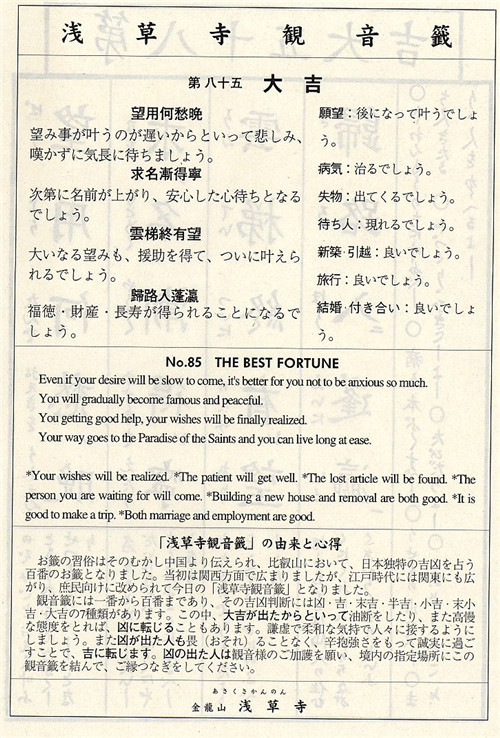 浅草寺観音籤
第八十五 大吉
望用何愁晩
望み事が叶うのが遅いからといって悲しみ、
嘆かずに気長に待ちましょう。
求名漸得寧
次第に名前が上がり、安心した心待ちとなる
でしょう。
雲梯終有望
大いなる望みも、援助を得て、ついに叶えら
れるでしょう。
歸路入蓬瀛
福徳・財産・長寿が得られることになるで
しょう。
願望：後になって叶うでしょ
う。
病気：治るでしょう。
失物：出てくるでしょう。
待ち人：現れるでしょう。
新築・引越：良いでしょう。
旅行：良いでしょう。
結婚・付き合い：良いでしょ
う。
No.85 THE BEST FORTUNE
Even if your desire will be slow to come, it's better for you not to be anxious so much.
You will gradually become famous and peaceful.
You getting good help, your wishes will be finally realized.
Your way goes to the Paradise of the Saints and you can live long at ease.
*Your wishes will be realized. *The patient will get well. *The lost article will be found. *The
person you are waiting for will come. *Building a new house and removal are both good. *It is
good to make a trip. *Both marriage and employment are good.
「浅草寺観音籤」の由来と心得
お籤の習俗はそのむかし中国より伝えられ、比叡山において、日本独特の吉凶を占う
百番のお籤となりました。当初は関西方面で広まりましたが、江戸時代には関東にも広
がり、庶民向けに改められて今日の「浅草寺観音籤」となりました。
観音籤には一番から百番まであり、その吉凶判断には凶・吉・末吉・半吉・小吉・末小
吉・大吉の7種類があります。この中、大吉が出たからといって油断をしたり、また高慢
な態度をとれば、凶に転じることもあります。謙虚で柔和な気持で人々に接するように
しましょう。また凶が出た人も畏（おそれ）ることなく、辛抱強さをもって誠実に過ご
すことで、吉に転じます。凶の出た人は観音様のご加護を願い、境内の指定場所にこの
観音籤を結んで、ご縁つなぎをしてください。
あさくさかんのん
金龍山 浅草寺